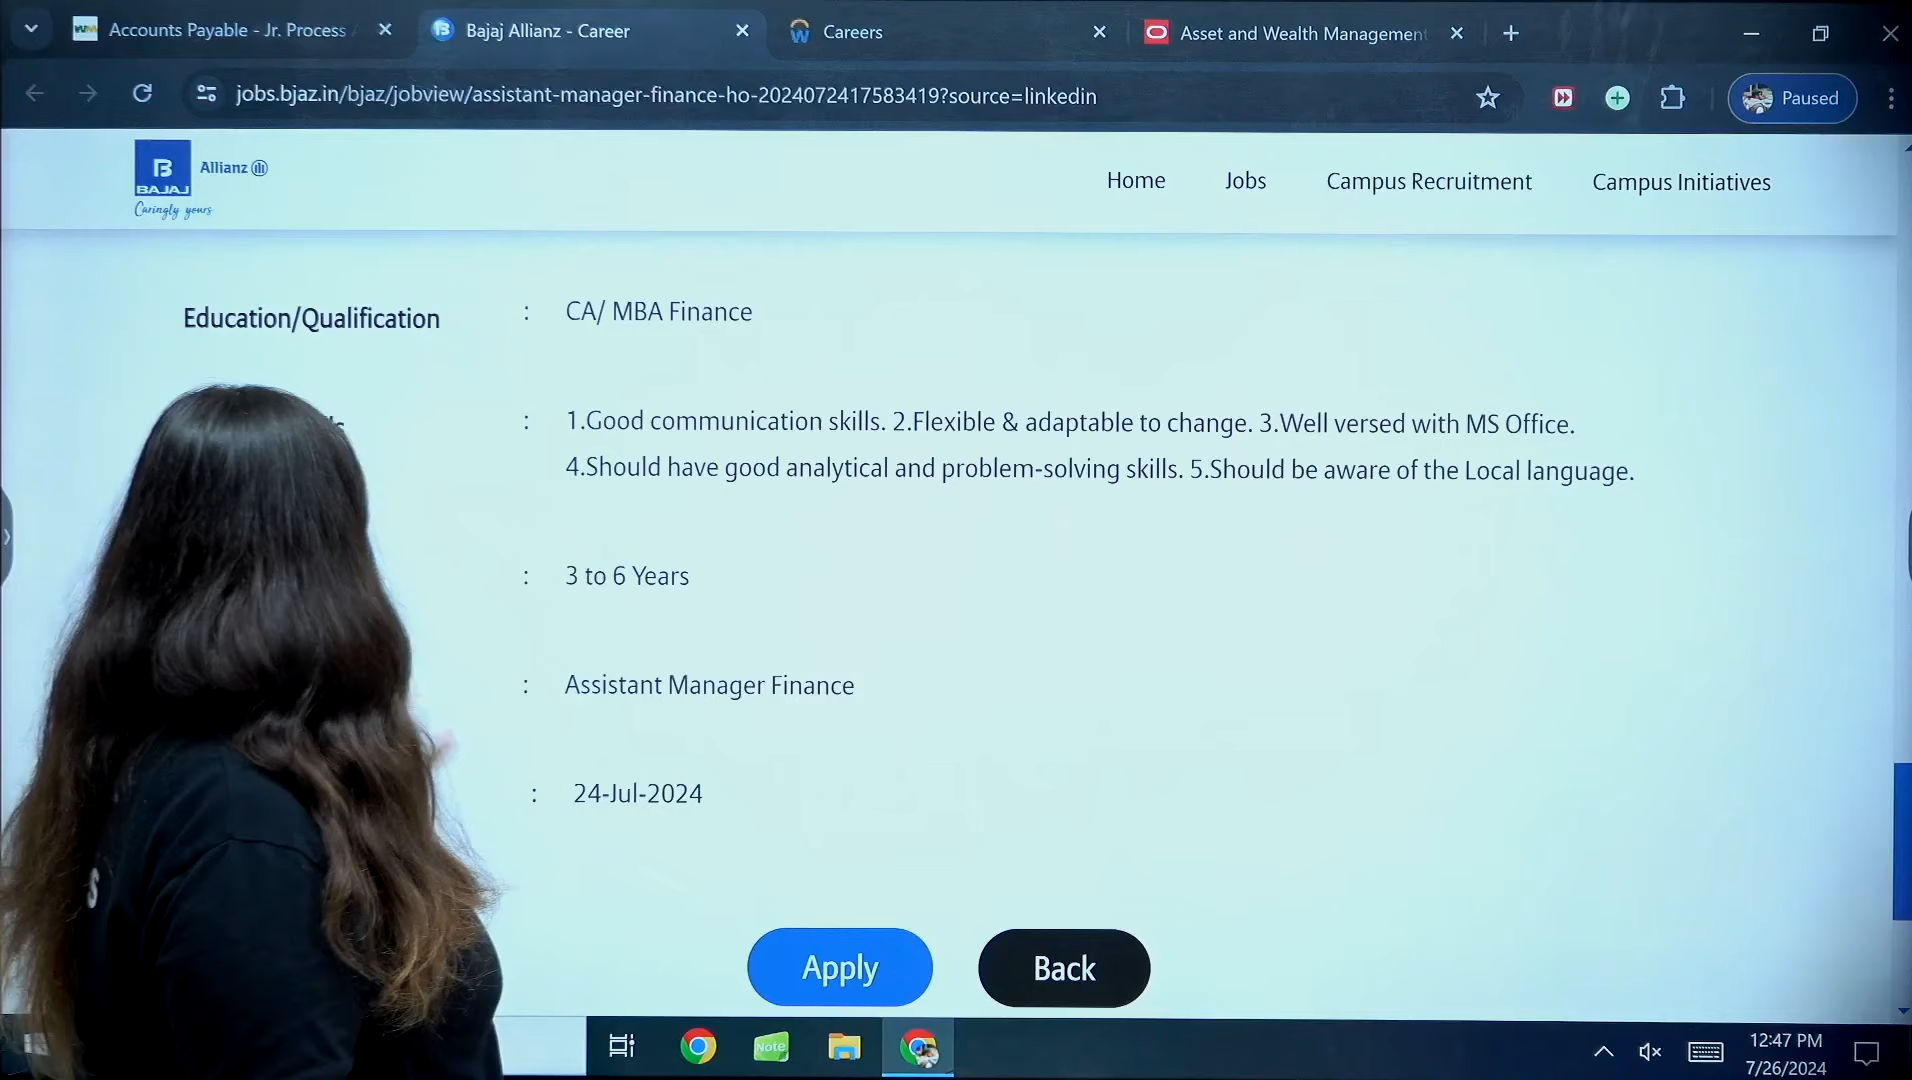 Accounts Payable - Jr. Process
Bajaj Allianz - Career
Careers
Asset and Wealth Management
jobs.bjaz.in/bjaz/jobview/assistant-manager-finance-ho-2024072417583419?source=linkedin
Paused
BAJAJ
Allianz
Caringly yours
Home
Jobs
Campus Recruitment
Campus Initiatives
Education/Qualification : CA/ MBA Finance
: 1.Good communication skills. 2.Flexible & adaptable to change. 3.Well versed with MS Office.
4.Should have good analytical and problem-solving skills. 5.Should be aware of the Local language.
: 3 to 6 Years
: Assistant Manager Finance
: 24-Jul-2024
Apply
Back
Note
12:47 PM
7/26/2024